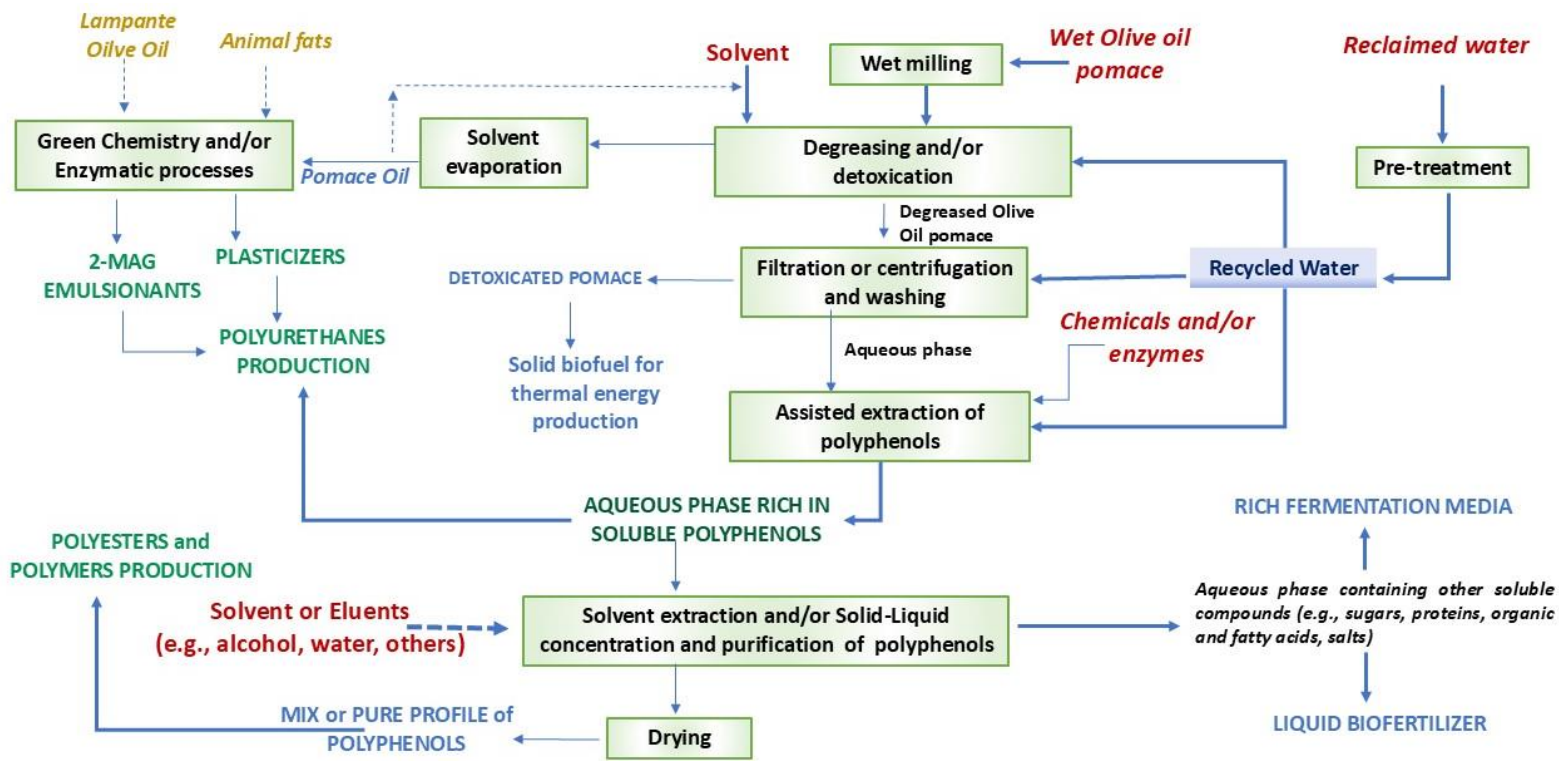 Lampante
Oilve Oil
Animal fats
Solvent
Wet milling
Wet Olive oil
pomace
Reclaimed water
Green Chemistry and/or
Enzymatic processes
Pomace Oil
Solvent
evaporation
Degreasing and/or
detoxication
Pre-treatment
Degreased Olive
Oil pomace
2-MAG
EMULSIONANTS
PLASTICIZERS
DETOXICATED POMACE
Filtration or centrifugation
and washing
Recycled Water
POLYURETHANES
PRODUCTION
Solid biofuel for
thermal energy
production
Aqueous phase
Chemicals and/or
enzymes
Assisted extraction of
polyphenols
AQUEOUS PHASE RICH IN
SOLUBLE POLYPHENOLS
RICH FERMENTATION MEDIA
POLYESTERS and
POLYMERS PRODUCTION
Solvent or Eluents
(e.g., alcohol, water, others)
Solvent extraction and/or Solid-Liquid
concentration and purification of polyphenols
Aqueous phase containing other soluble
compounds (e.g., sugars, proteins, organic
and fatty acids, salts)
MIX or PURE PROFILE of
POLYPHENOLS
Drying
LIQUID BIOFERTILIZER